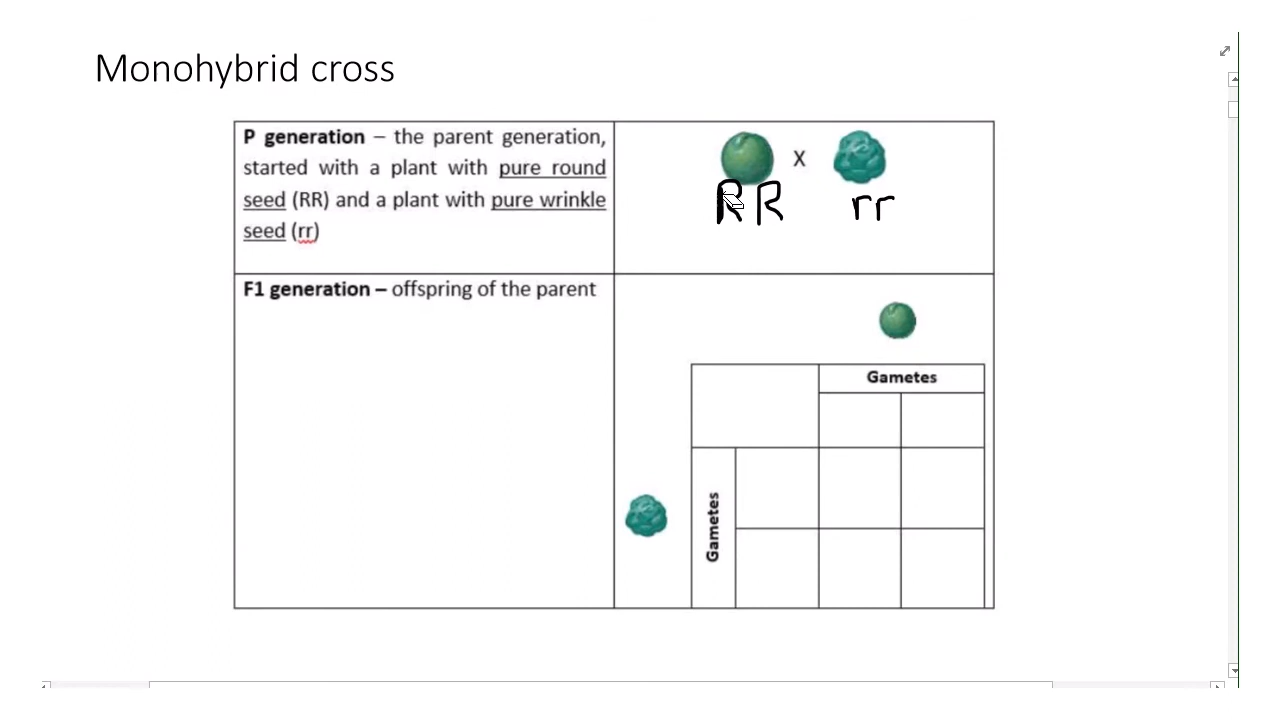 Monohybrid cross
P generation – the parent generation,
started with a plant with pure round
seed (RR) and a plant with pure wrinkle
seed (rr)
X
RR rr
F1 generation – offspring of the parent
Gametes
Gametes